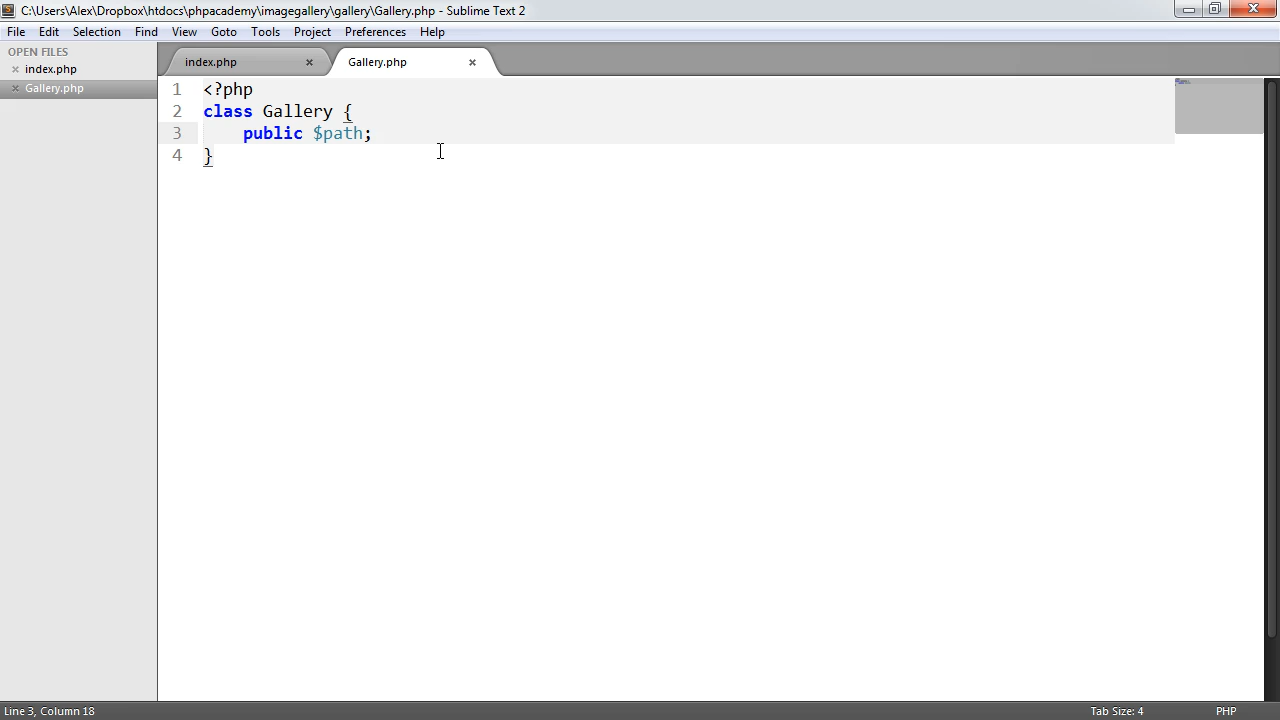 C:\Users\Alex\Dropbox\htdocs\phpacademy\imagegallery\gallery\Gallery.php - Sublime Text 2
File Edit Selection Find View Goto Tools Project Preferences Help
OPEN FILES
index.php
Gallery.php
index.php Gallery.php
1 <?php
2 class Gallery {
3     public $path;
4 }
Line 3, Column 18 Tab Size: 4 PHP